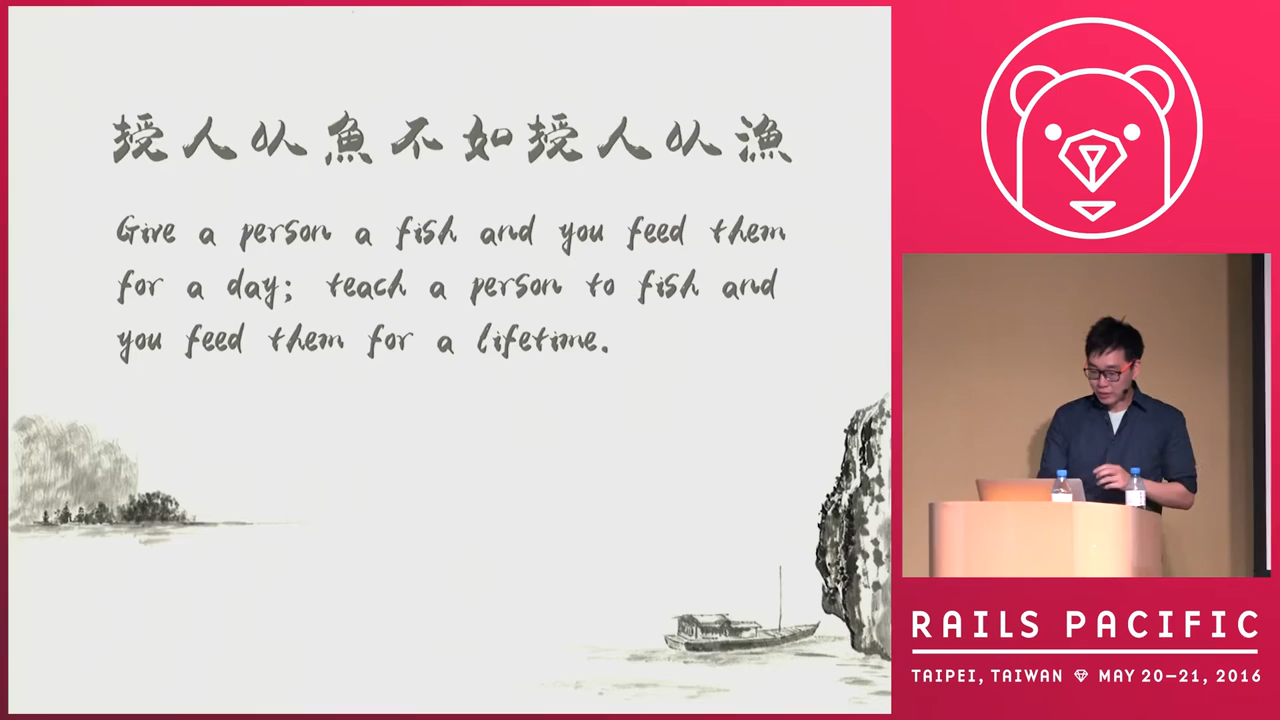 授人以魚不如授人以漁
Give a person a fish and you feed them
for a day; teach a person to fish and
you feed them for a lifetime.
RAILS PACIFIC
TAIPEI, TAIWAN MAY 20–21, 2016